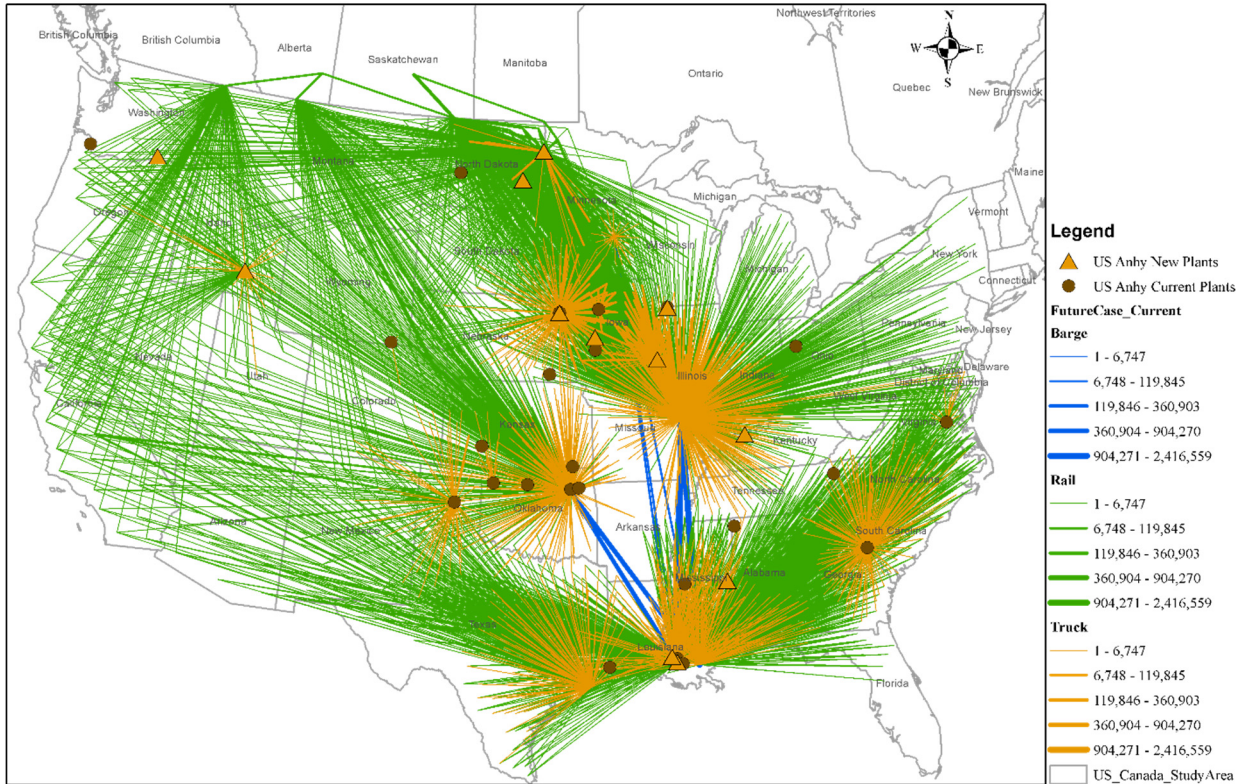 Northwest Territories
British Columbia
British Columbia
Alberta
Saskatchewan
Manitoba
Ontario
Quebec
New Brunswick
N
W
E
S
Washington
Montana
North Dakota
Maine
Michigan
Vermont
Oregon
Idaho
Minnesota
South Dakota
Wisconsin
Michigan
New York
Connecticut
Wyoming
Iowa
Nebraska
Pennsylvania
New Jersey
Nevada
Utah
Illinois
Indiana
Ohio
Maryland
Delaware
District of Columbia
West Virginia
California
Colorado
Kansas
Missouri
Kentucky
Virginia
Tennessee
North Carolina
Arizona
New Mexico
Oklahoma
Arkansas
South Carolina
Mississippi
Alabama
Georgia
Texas
Louisiana
Florida
Legend
US Anhy New Plants
US Anhy Current Plants
FutureCase_Current
Barge
1 - 6,747
6,748 - 119,845
119,846 - 360,903
360,904 - 904,270
904,271 - 2,416,559
Rail
1 - 6,747
6,748 - 119,845
119,846 - 360,903
360,904 - 904,270
904,271 - 2,416,559
Truck
1 - 6,747
6,748 - 119,845
119,846 - 360,903
360,904 - 904,270
904,271 - 2,416,559
US_Canada_StudyArea